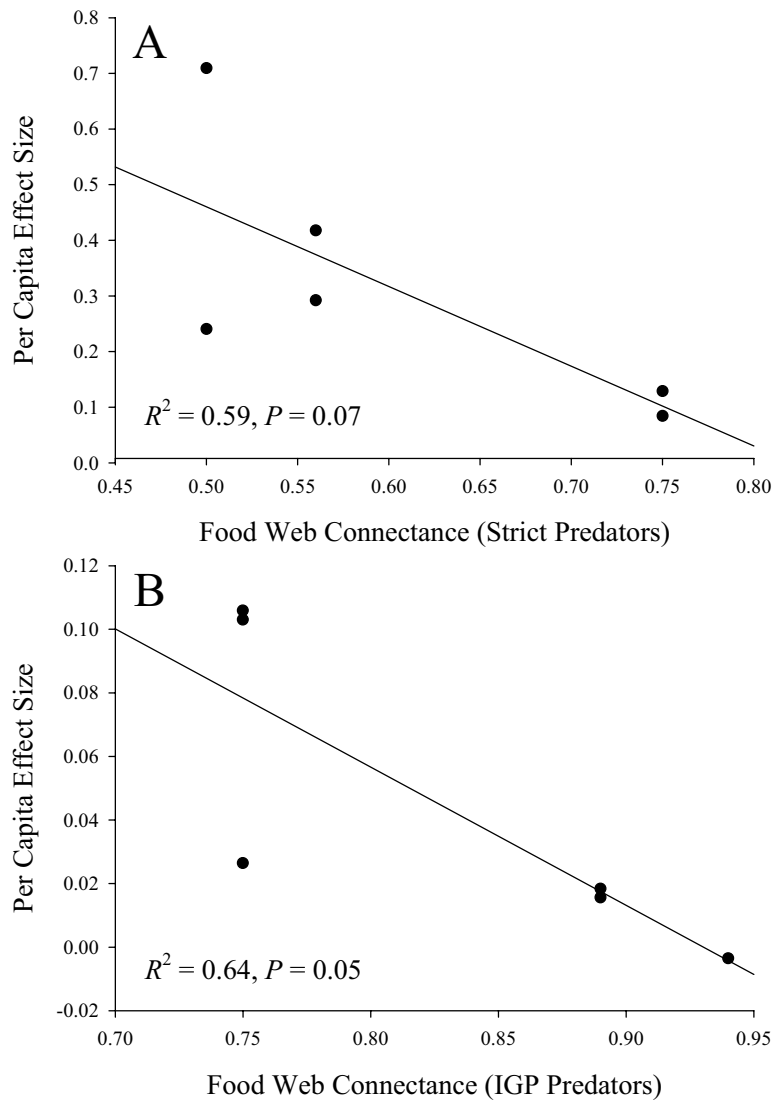 A
0.8
0.7
0.6
0.5
0.4
0.3
0.2
0.1
0.0
Per Capita Effect Size
R² = 0.59, P = 0.07
0.45 0.50 0.55 0.60 0.65 0.70 0.75 0.80
Food Web Connectance (Strict Predators)
B
0.12
0.10
0.08
0.06
0.04
0.02
0.00
-0.02
Per Capita Effect Size
R² = 0.64, P = 0.05
0.70 0.75 0.80 0.85 0.90 0.95
Food Web Connectance (IGP Predators)